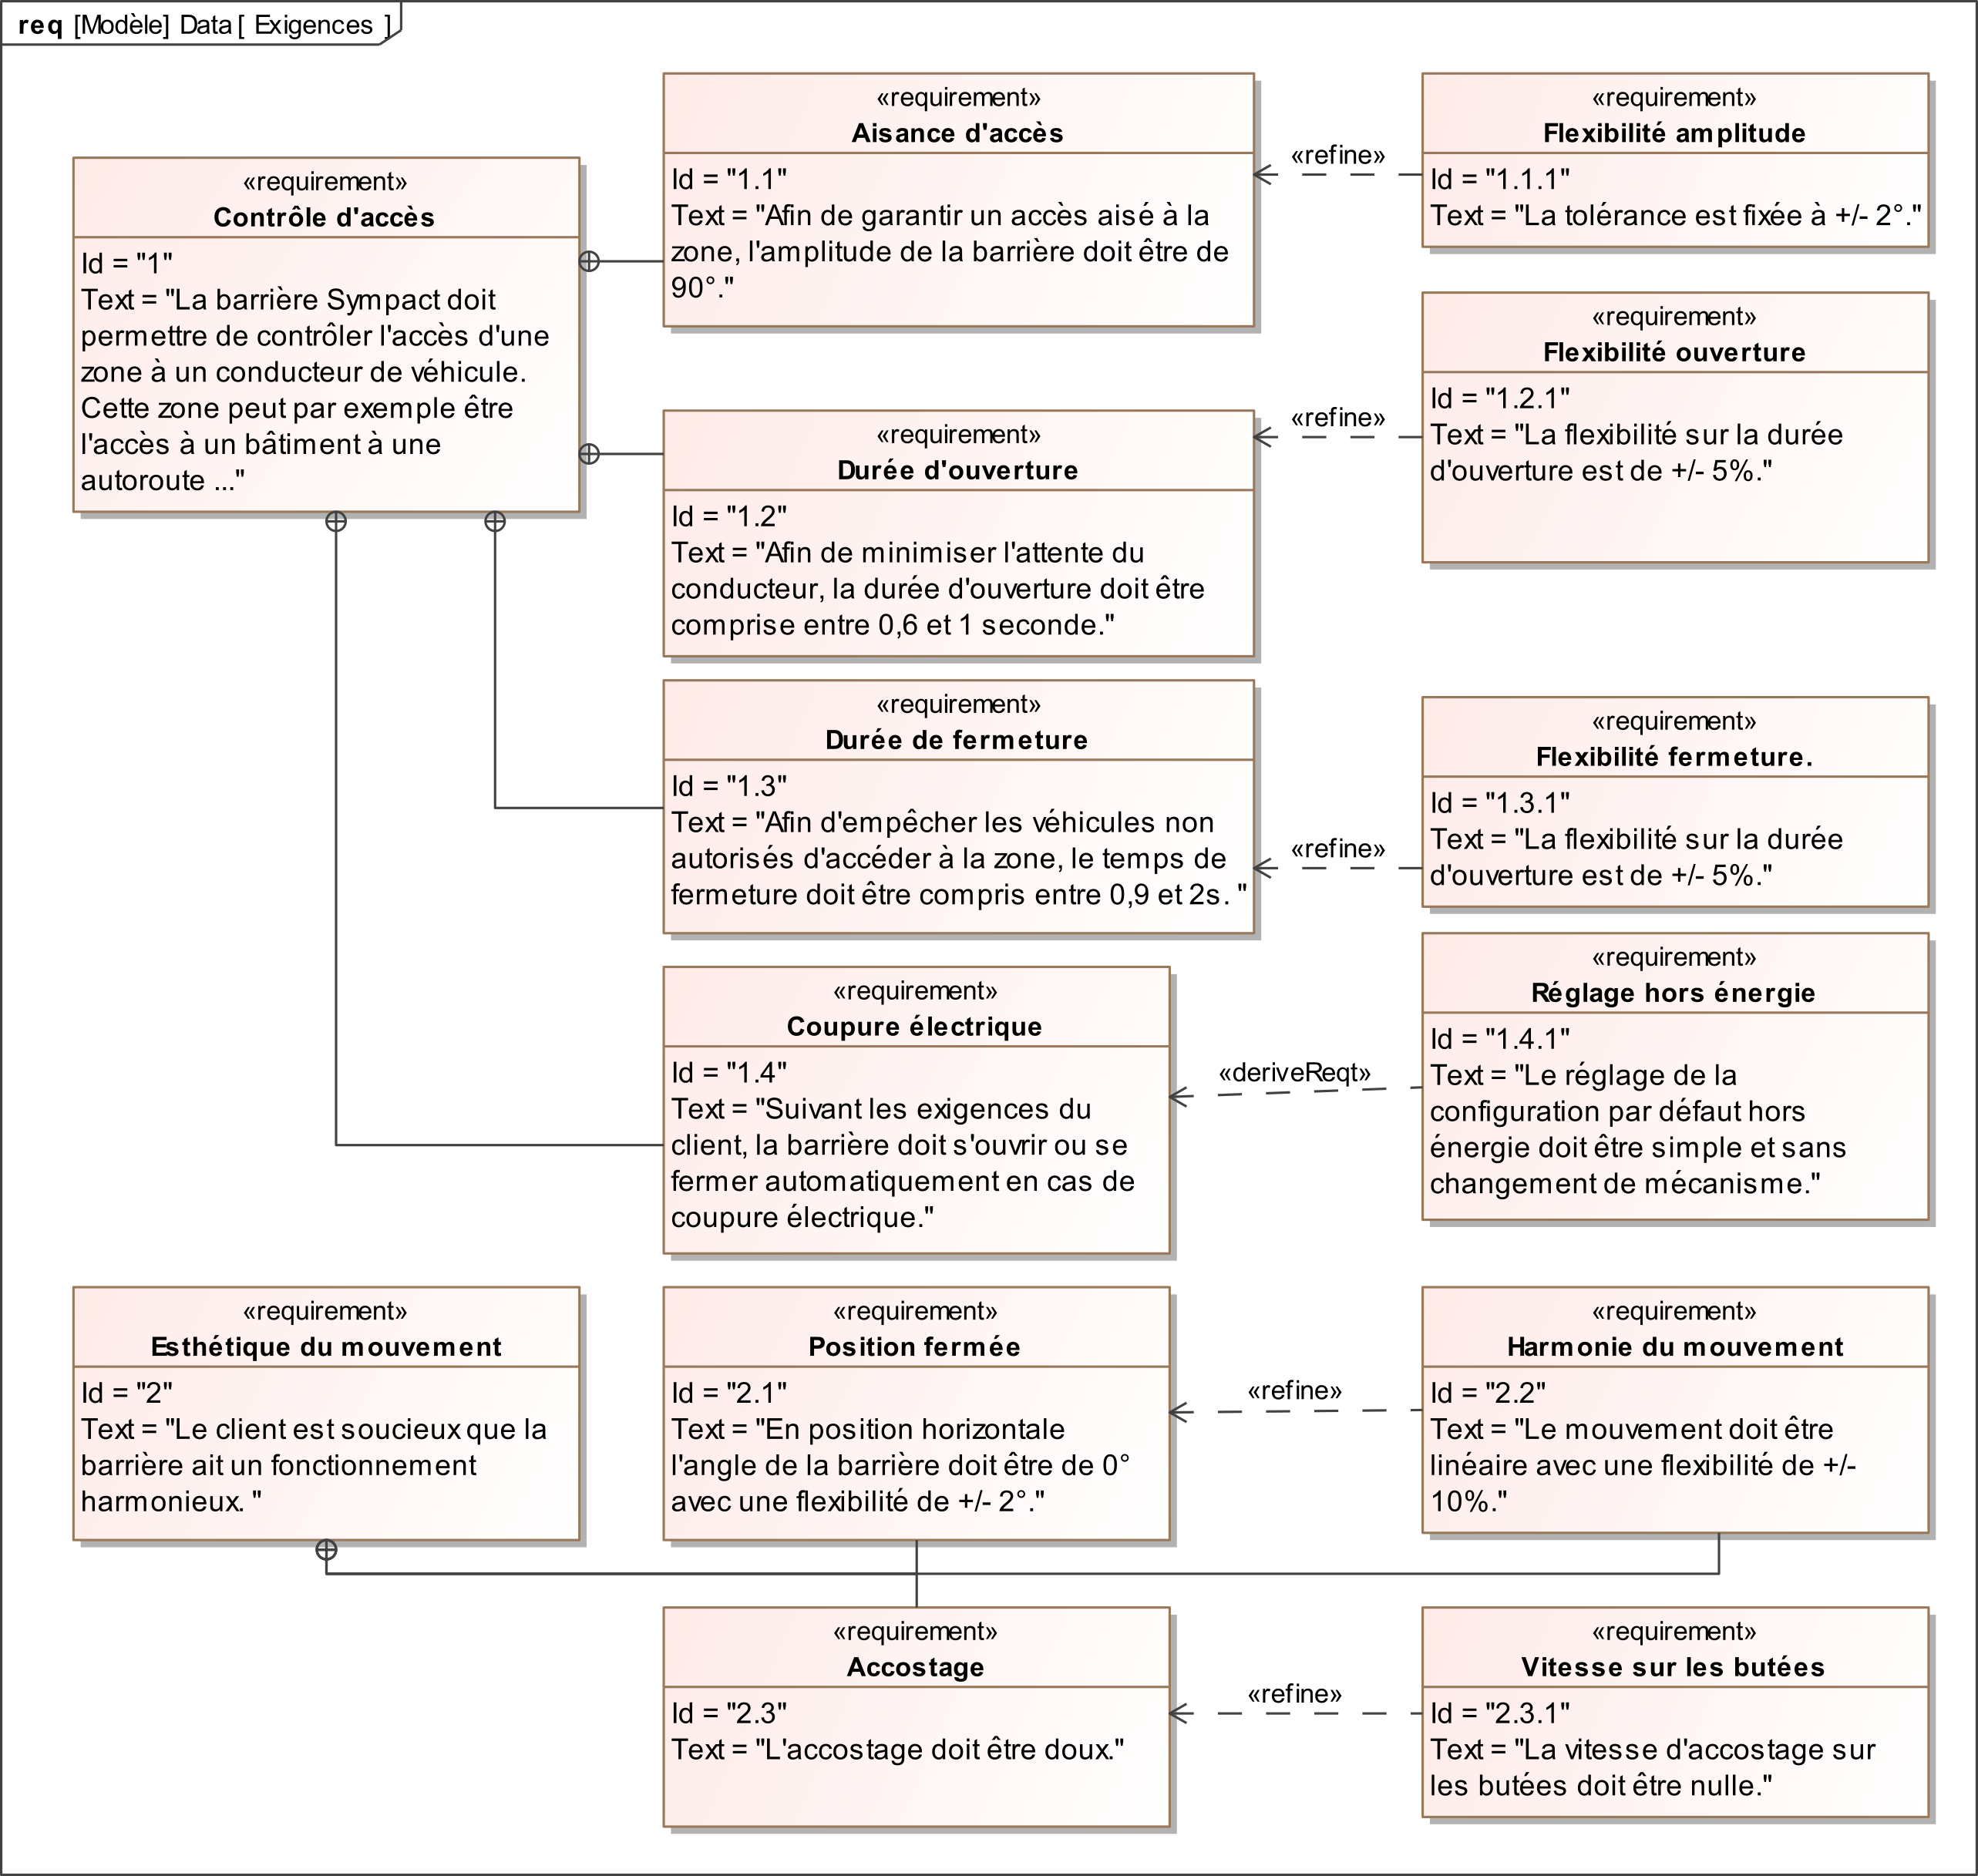 req [Modèle] Data [ Exigences ]
«requirement»
Contrôle d'accès
Id = "1"
Text = "La barrière Sympact doit
permettre de contrôler l'accès d'une
zone à un conducteur de véhicule.
Cette zone peut par exemple être
l'accès à un bâtiment à une
autoroute ..."
«requirement»
Aisance d'accès
Id = "1.1"
Text = "Afin de garantir un accès aisé à la
zone, l'amplitude de la barrière doit être de
90°."
«refine»
«requirement»
Flexibilité amplitude
Id = "1.1.1"
Text = "La tolérance est fixée à +/- 2°."
«requirement»
Durée d'ouverture
Id = "1.2"
Text = "Afin de minimiser l'attente du
conducteur, la durée d'ouverture doit être
comprise entre 0,6 et 1 seconde."
«refine»
«requirement»
Flexibilité ouverture
Id = "1.2.1"
Text = "La flexibilité sur la durée
d'ouverture est de +/- 5%."
«requirement»
Durée de fermeture
Id = "1.3"
Text = "Afin d'empêcher les véhicules non
autorisés d'accéder à la zone, le temps de
fermeture doit être compris entre 0,9 et 2s. "
«refine»
«requirement»
Flexibilité fermeture.
Id = "1.3.1"
Text = "La flexibilité sur la durée
d'ouverture est de +/- 5%."
«requirement»
Coupure électrique
Id = "1.4"
Text = "Suivant les exigences du
client, la barrière doit s'ouvrir ou se
fermer automatiquement en cas de
coupure électrique."
«deriveReqt»
«requirement»
Réglage hors énergie
Id = "1.4.1"
Text = "Le réglage de la
configuration par défaut hors
énergie doit être simple et sans
changement de mécanisme."
«requirement»
Esthétique du mouvement
Id = "2"
Text = "Le client est soucieux que la
barrière ait un fonctionnement
harmonieux. "
«requirement»
Position fermée
Id = "2.1"
Text = "En position horizontale
l'angle de la barrière doit être de 0°
avec une flexibilité de +/- 2°."
«refine»
«requirement»
Harmonie du mouvement
Id = "2.2"
Text = "Le mouvement doit être
linéaire avec une flexibilité de +/-
10%."
«requirement»
Accostage
Id = "2.3"
Text = "L'accostage doit être doux."
«refine»
«requirement»
Vitesse sur les butées
Id = "2.3.1"
Text = "La vitesse d'accostage sur
les butées doit être nulle."